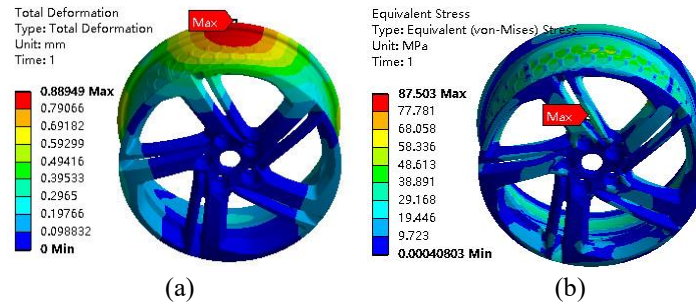 Total Deformation
Type: Total Deformation
Unit: mm
Time: 1
Max
0.88949 Max
0.79066
0.69182
0.59299
0.49416
0.39533
0.2965
0.19766
0.098832
0 Min
(a)
Equivalent Stress
Type: Equivalent (von-Mises) Stress
Unit: MPa
Time: 1
Max
87.503 Max
77.781
68.058
58.336
48.613
38.891
29.168
19.446
9.723
0.00040803 Min
(b)